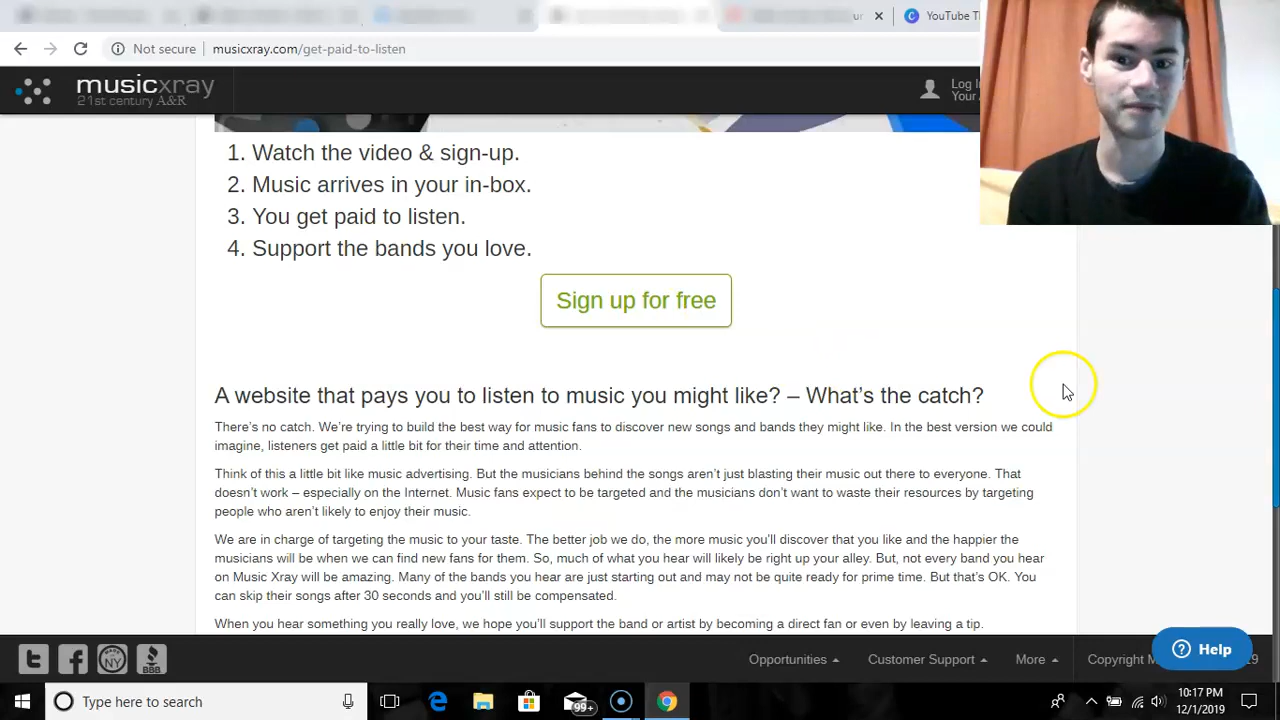 YouTube T
Not secure
musicxray.com/get-paid-to-listen
musicxray
21st century A&R
Log I
Your
1. Watch the video & sign-up.
2. Music arrives in your in-box.
3. You get paid to listen.
4. Support the bands you love.
Sign up for free
A website that pays you to listen to music you might like? – What's the catch?
There's no catch. We're trying to build the best way for music fans to discover new songs and bands they might like. In the best version we could
imagine, listeners get paid a little bit for their time and attention.
Think of this a little bit like music advertising. But the musicians behind the songs aren't just blasting their music out there to everyone. That
doesn't work – especially on the Internet. Music fans expect to be targeted and the musicians don't want to waste their resources by targeting
people who aren't likely to enjoy their music.
We are in charge of targeting the music to your taste. The better job we do, the more music you'll discover that you like and the happier the
musicians will be when we can find new fans for them. So, much of what you hear will likely be right up your alley. But, not every band you hear
on Music Xray will be amazing. Many of the bands you hear are just starting out and may not be quite ready for prime time. But that's OK. You
can skip their songs after 30 seconds and you'll still be compensated.
When you hear something you really love, we hope you'll support the band or artist by becoming a direct fan or even by leaving a tip.
NY
BBB
Opportunities
Customer Support
More
Copyright M
19
Help
Type here to search
99+
10:17 PM
12/1/2019